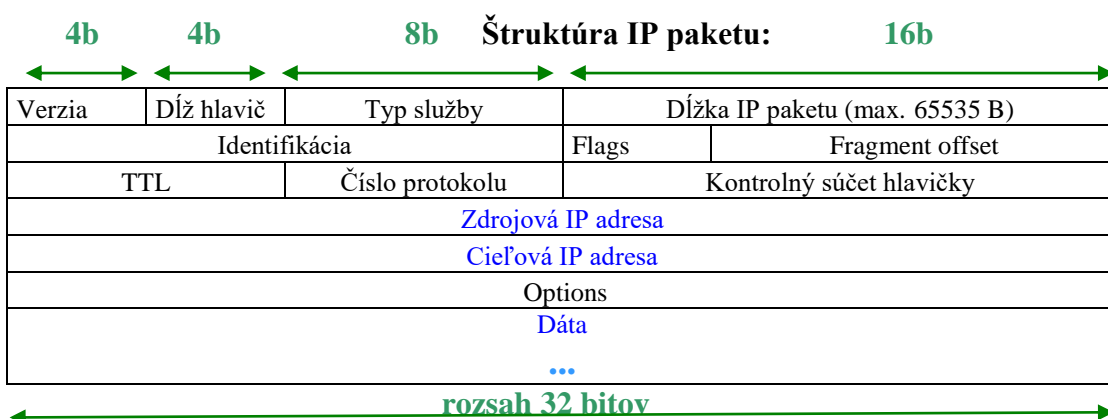 4b 4b 8b Štruktúra IP paketu: 16b
Verzia Dĺž hlavič Typ služby Dĺžka IP paketu (max. 65535 B)
Identifikácia Flags Fragment offset
TTL Číslo protokolu Kontrolný súčet hlavičky
Zdrojová IP adresa
Cieľová IP adresa
Options
Dáta
...
rozsah 32 bitov